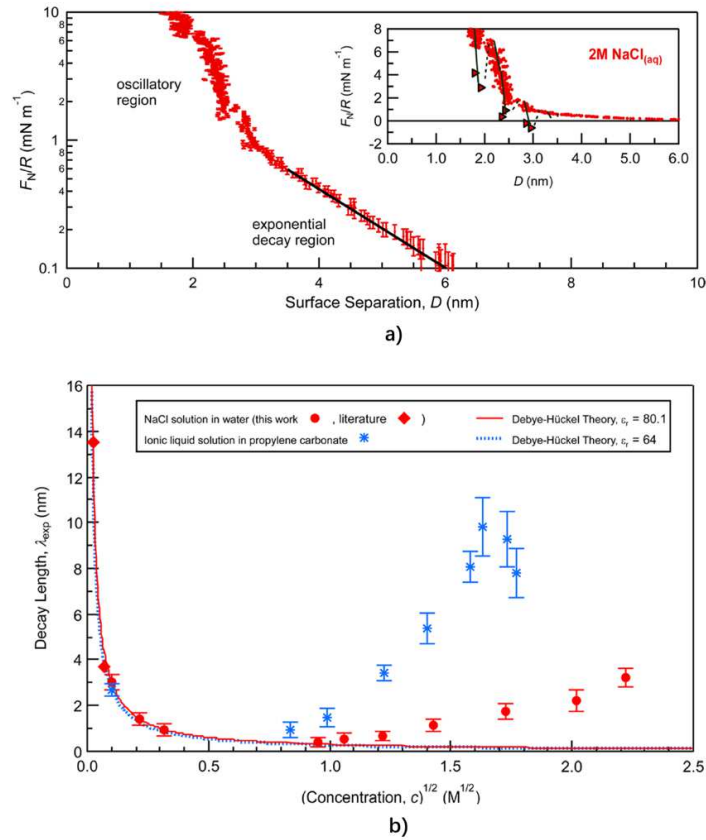 10
8
6
4
2
1
8
6
4
2
0.1
F_N/R (mN m⁻¹)
oscillatory
region
exponential
decay region
0 2 4 6 8 10
Surface Separation, D (nm)
8
6
4
2
0
-2
F_N/R (mN m⁻¹)
2M NaCl(aq)
0.0 1.0 2.0 3.0 4.0 5.0 6.0
D (nm)
a)
16
14
12
10
8
6
4
2
0
Decay Length, λexp (nm)
NaCl solution in water (this work , literature ) Debye-Hückel Theory, εr = 80.1
Ionic liquid solution in propylene carbonate Debye-Hückel Theory, εr = 64
0.0 0.5 1.0 1.5 2.0 2.5
(Concentration, c)^1/2 (M^1/2)
b)